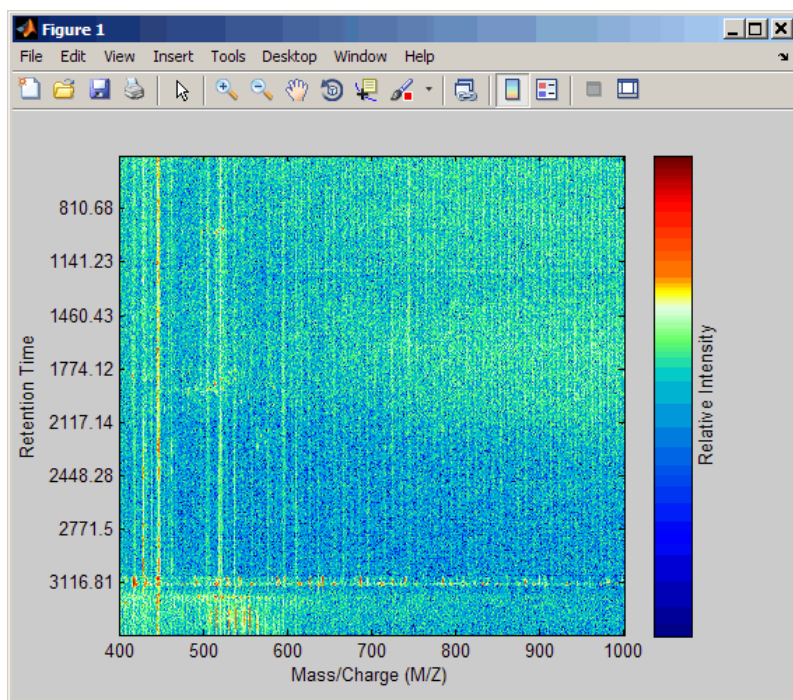 Figure 1
File Edit View Insert Tools Desktop Window Help
810.68
1141.23
1460.43
1774.12
2117.14
2448.28
2771.5
3116.81
Retention Time
400 500 600 700 800 900 1000
Mass/Charge (M/Z)
Relative Intensity